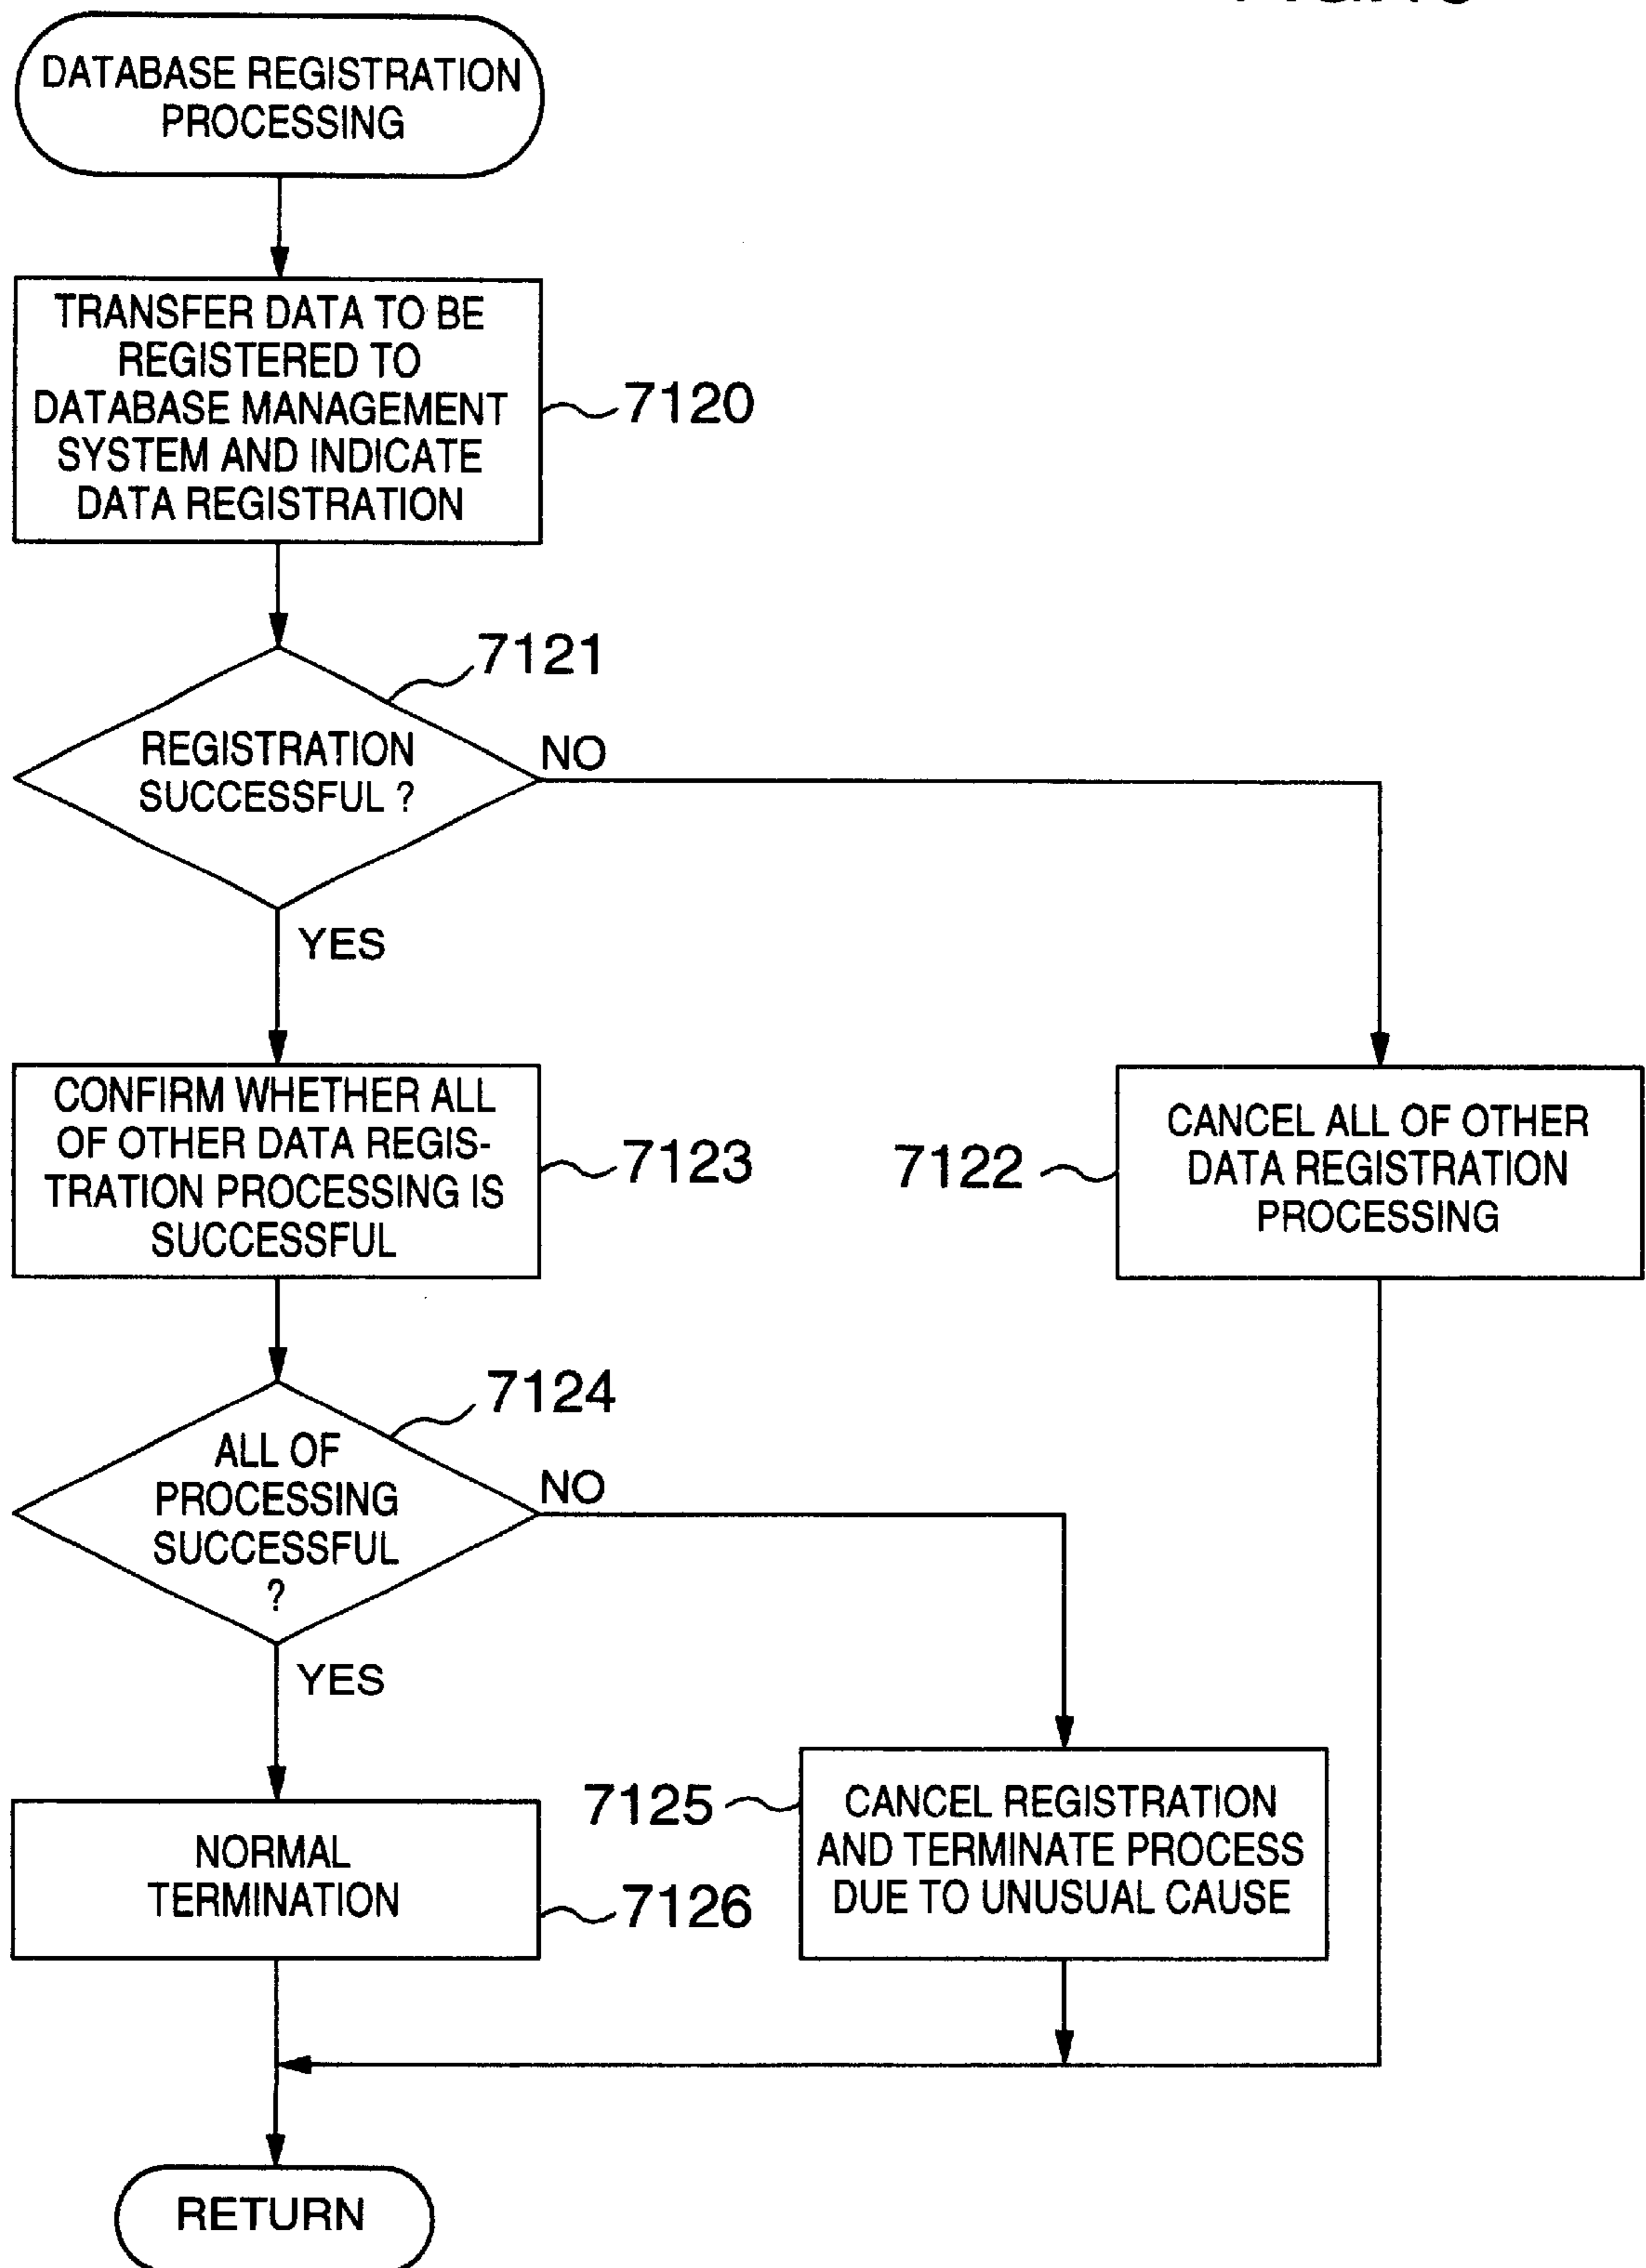 DATABASE REGISTRATION
PROCESSING
TRANSFER DATA TO BE
REGISTERED TO
DATABASE MANAGEMENT
SYSTEM AND INDICATE
DATA REGISTRATION
7120
7121
REGISTRATION
SUCCESSFUL ?
NO
YES
CONFIRM WHETHER ALL
OF OTHER DATA REGIS-
TRATION PROCESSING IS
SUCCESSFUL
7123
7122
CANCEL ALL OF OTHER
DATA REGISTRATION
PROCESSING
7124
ALL OF
PROCESSING
SUCCESSFUL
?
NO
YES
7125
CANCEL REGISTRATION
AND TERMINATE PROCESS
DUE TO UNUSUAL CAUSE
NORMAL
TERMINATION
7126
RETURN